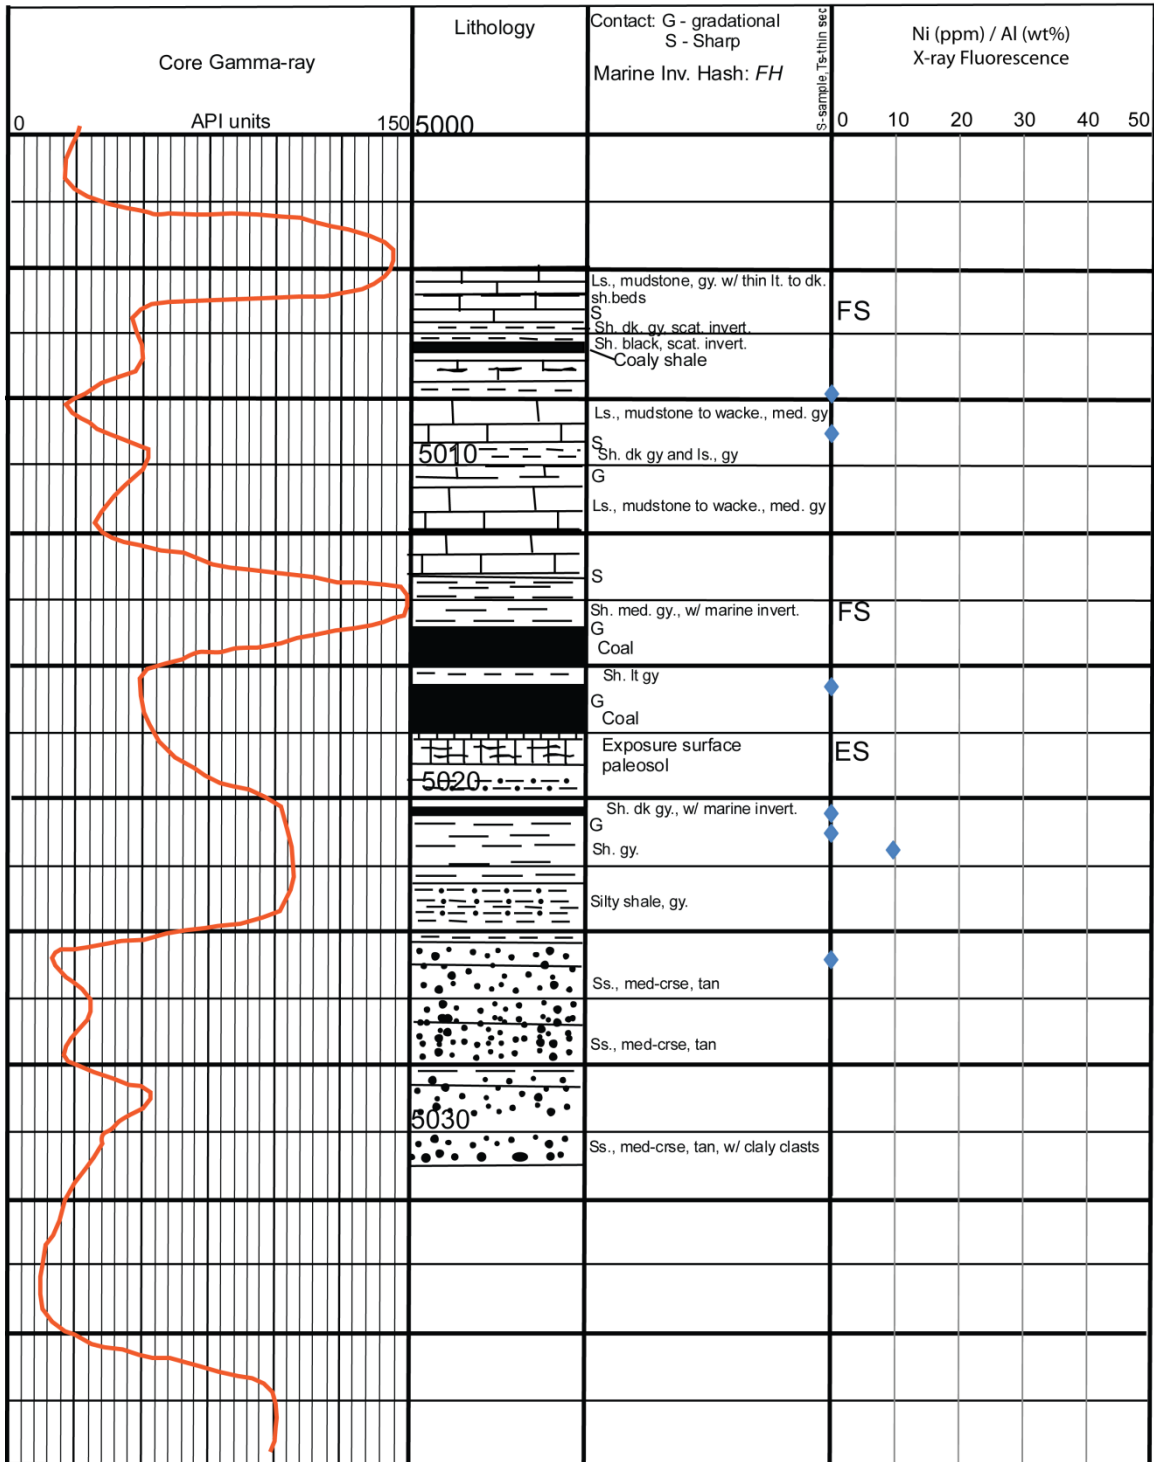 Core Gamma-ray
0 API units 150
Lithology
5000
Contact: G - gradational
S - Sharp
Marine Inv. Hash: FH
S-sample, Ts-thin sec
Ni (ppm) / Al (wt%)
X-ray Fluorescence
0 10 20 30 40 50
Ls., mudstone, gy. w/ thin lt. to dk.
sh.beds
S
FS
Sh. dk. gy, scat. invert.
Sh. black, scat. invert.
Coaly shale
Ls., mudstone to wacke., med. gy
S
5010
Sh. dk gy and ls., gy
G
Ls., mudstone to wacke., med. gy
S
Sh. med. gy., w/ marine invert.
FS
G
Coal
Sh. lt gy
G
Coal
Exposure surface
paleosol
ES
5020
Sh. dk gy., w/ marine invert.
G
Sh. gy.
Silty shale, gy.
Ss., med-crse, tan
Ss., med-crse, tan
5030
Ss., med-crse, tan, w/ claly clasts